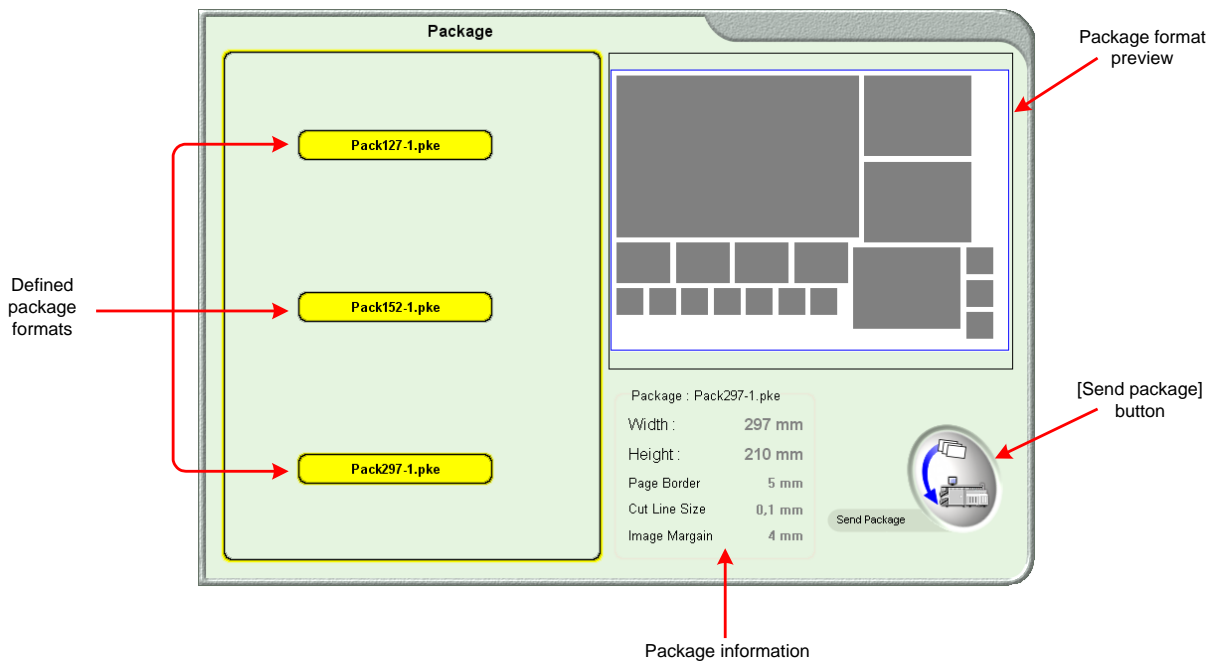 Package
Package format
preview
Pack127-1.pke
Defined
package
formats
Pack152-1.pke
Pack297-1.pke
Package : Pack297-1.pke
Width : 297 mm
Height : 210 mm
Page Border 5 mm
Cut Line Size 0,1 mm
Image Margain 4 mm
[Send package]
button
Send Package
Package information